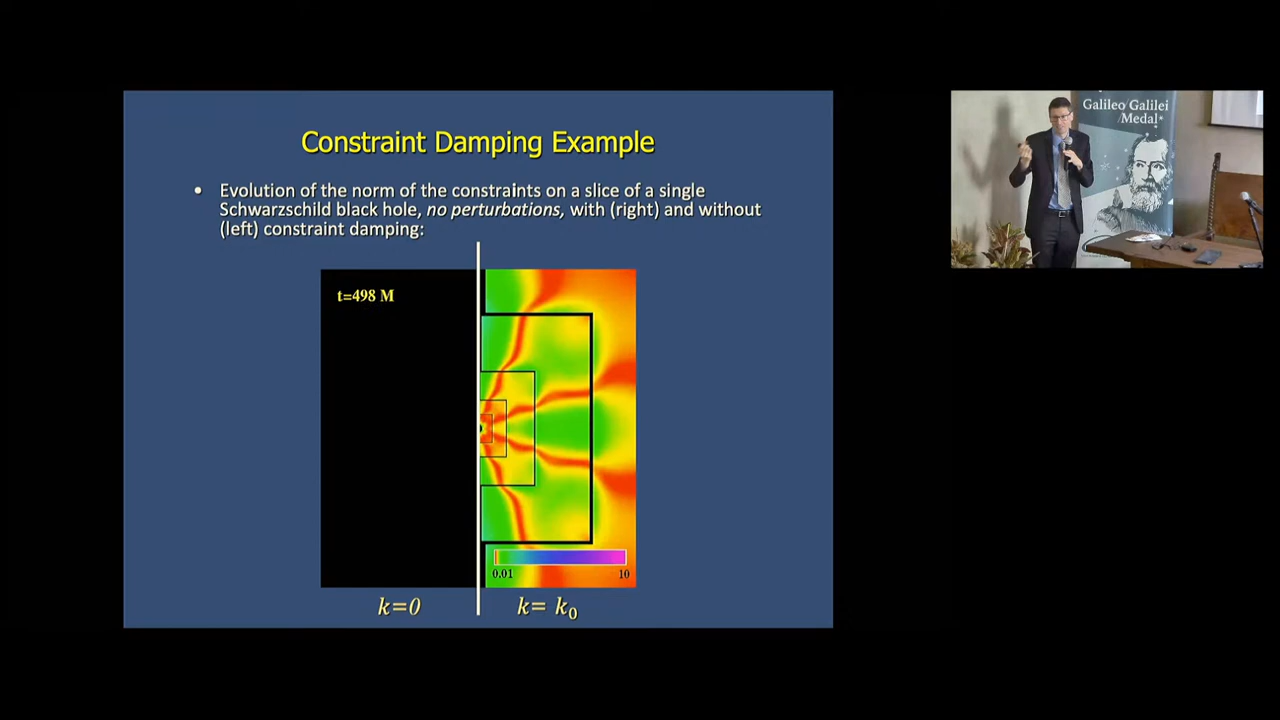 Constraint Damping Example
• Evolution of the norm of the constraints on a slice of a single
Schwarzschild black hole, no perturbations, with (right) and without
(left) constraint damping:
t=498 M
0.01 10
k=0
k= k₀
Galileo Galilei
Medal